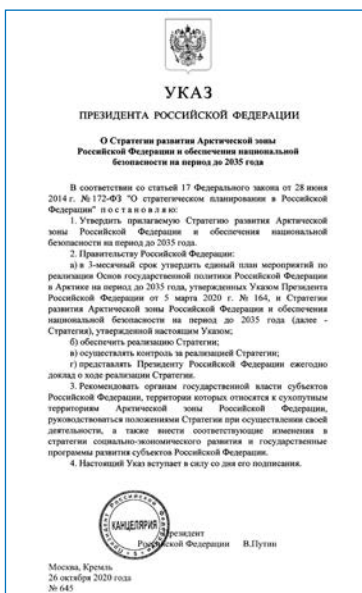 УКАЗ
ПРЕЗИДЕНТА РОССИЙСКОЙ ФЕДЕРАЦИИ
О Стратегии развития Арктической зоны
Российской Федерации и обеспечения национальной
безопасности на период до 2035 года
В соответствии со статьей 17 Федерального закона от 28 июня
2014 г. № 172-ФЗ "О стратегическом планировании в Российской
Федерации" п о с т а н о в л я ю:
1. Утвердить прилагаемую Стратегию развития Арктической
зоны Российской Федерации и обеспечения национальной
безопасности на период до 2035 года.
2. Правительству Российской Федерации:
а) в 3-месячный срок утвердить единый план мероприятий по
реализации Основ государственной политики Российской Федерации
в Арктике на период до 2035 года, утвержденных Указом Президента
Российской Федерации от 5 марта 2020 г. № 164, и Стратегии
развития Арктической зоны Российской Федерации и обеспечения
национальной безопасности на период до 2035 года (далее -
Стратегия), утвержденной настоящим Указом;
б) обеспечить реализацию Стратегии;
в) осуществлять контроль за реализацией Стратегии;
г) представлять Президенту Российской Федерации ежегодно
доклад о ходе реализации Стратегии.
3. Рекомендовать органам государственной власти субъектов
Российской Федерации, территории которых относятся к сухопутным
территориям Арктической зоны Российской Федерации,
руководствоваться положениями Стратегии при осуществлении своей
деятельности, а также внести соответствующие изменения в
стратегии социально-экономического развития и государственные
программы развития субъектов Российской Федерации.
4. Настоящий Указ вступает в силу со дня его подписания.
КАНЦЕЛЯРИЯ
Президент
Российской Федерации В.Путин
Москва, Кремль
26 октября 2020 года
№ 645